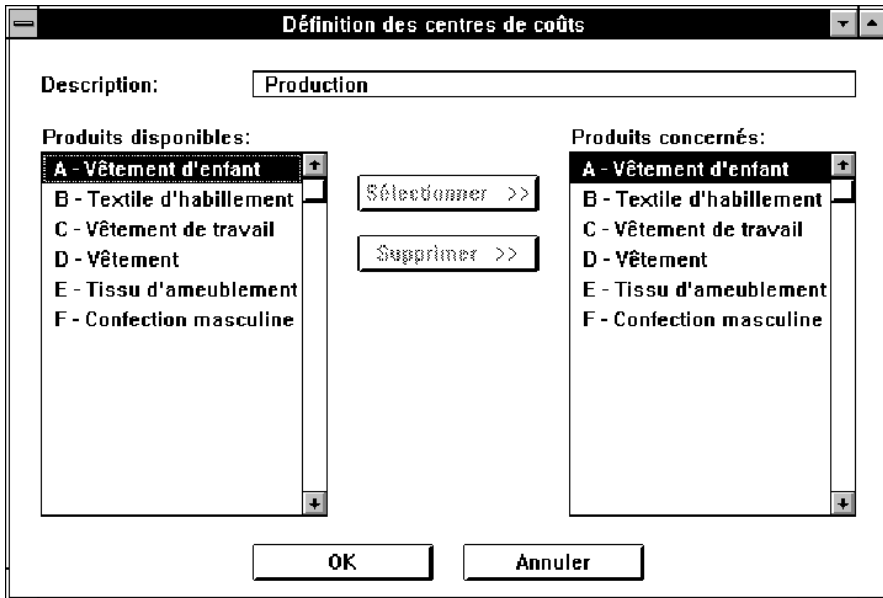 Définition des centres de coûts
Description: Production
Produits disponibles:
A - Vêtement d'enfant
B - Textile d'habillement
C - Vêtement de travail
D - Vêtement
E - Tissu d'ameublement
F - Confection masculine
Sélectionner >>
Supprimer >>
Produits concernés:
A - Vêtement d'enfant
B - Textile d'habillement
C - Vêtement de travail
D - Vêtement
E - Tissu d'ameublement
F - Confection masculine
OK
Annuler